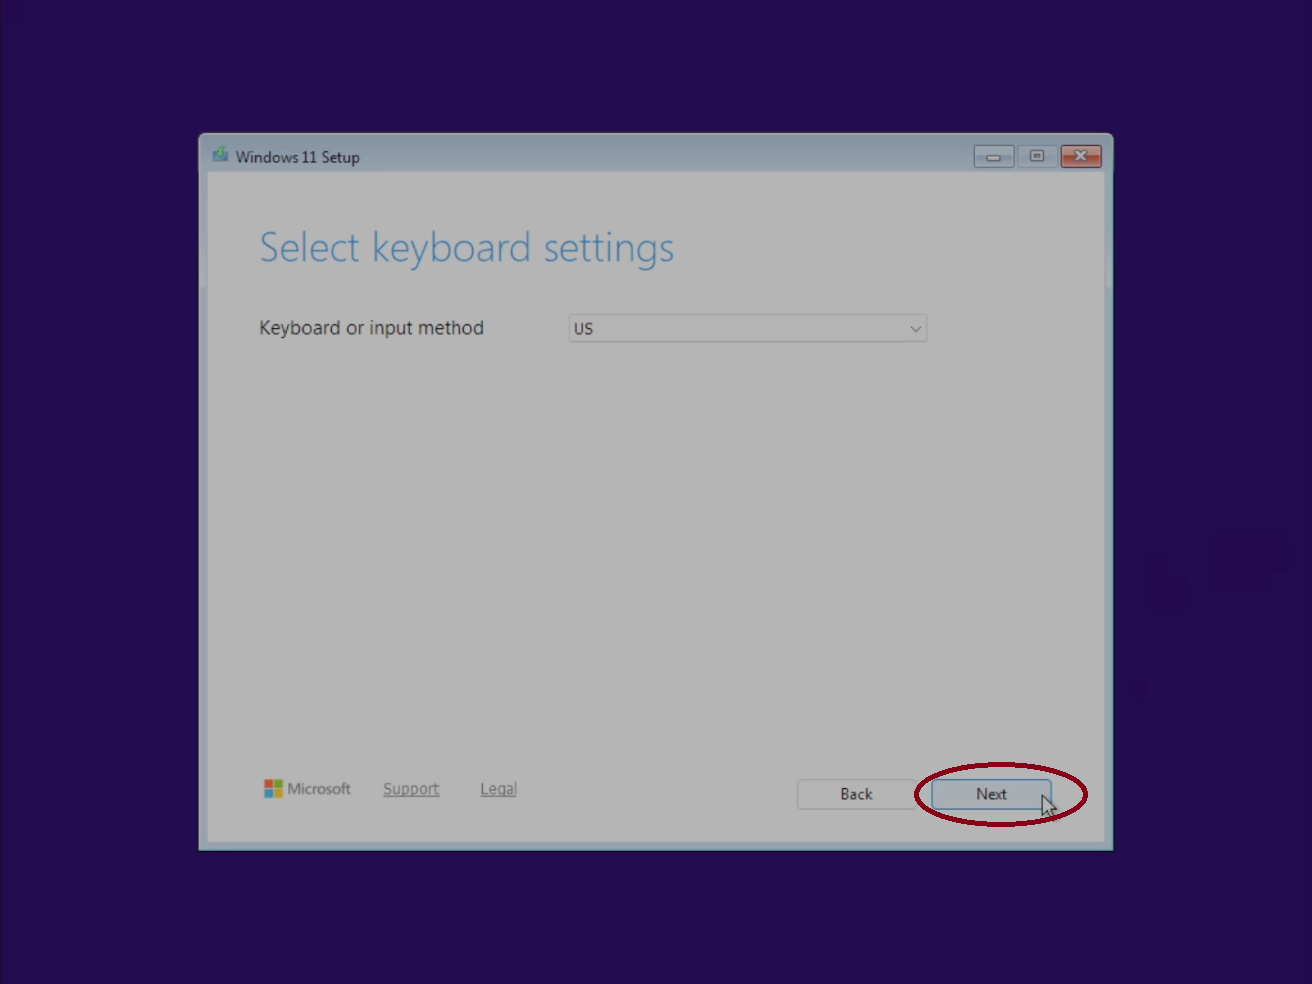 Windows 11 Setup
Select keyboard settings
Keyboard or input method
US
Microsoft
Support
Legal
Back
Next